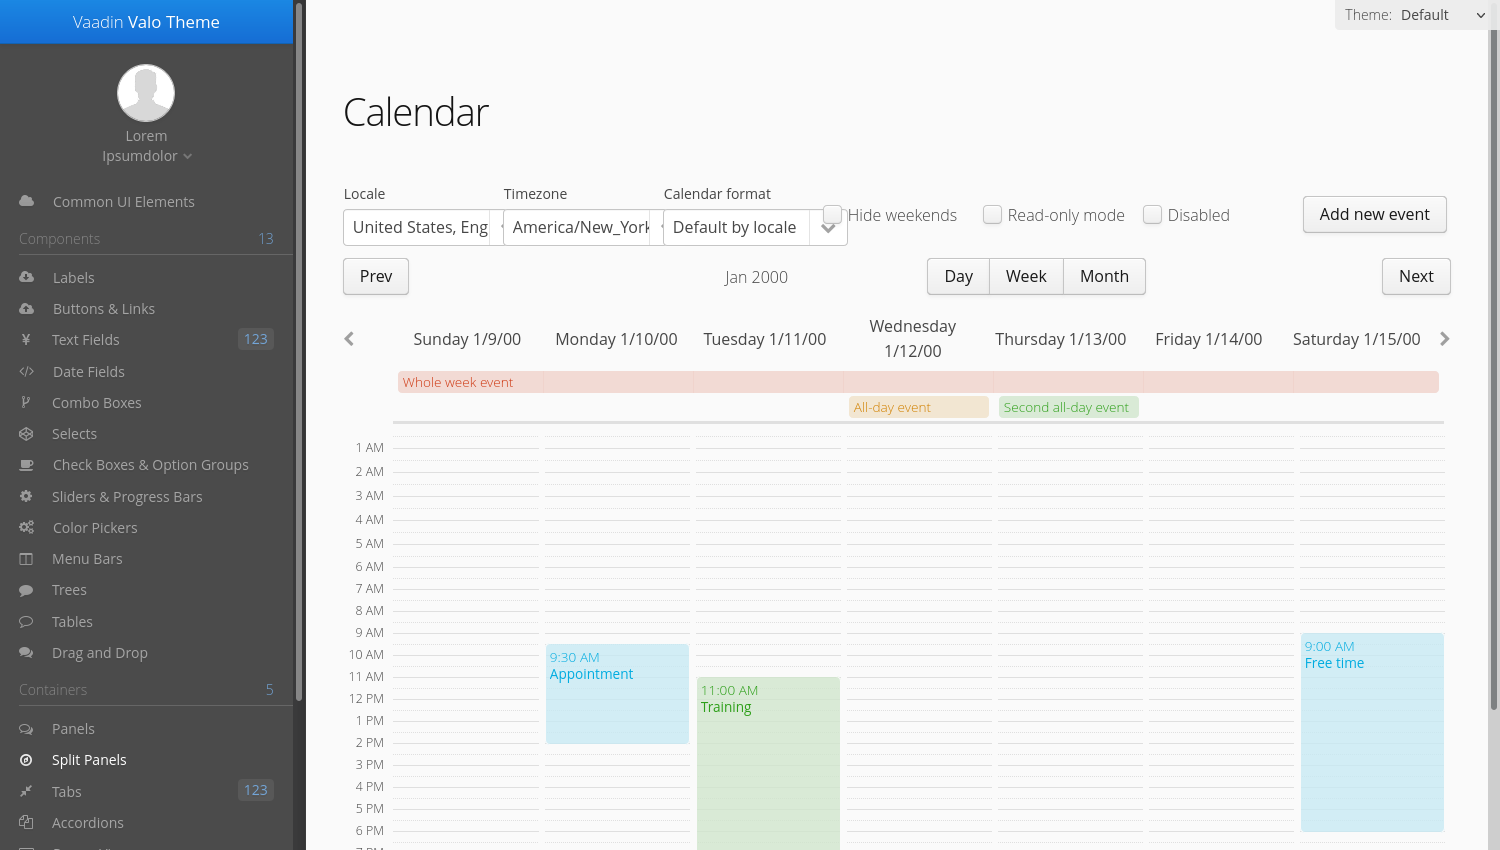 Vaadin Valo Theme
Lorem
Ipsumdolor
Common UI Elements
Components 13
Labels
Buttons & Links
Text Fields 123
Date Fields
Combo Boxes
Selects
Check Boxes & Option Groups
Sliders & Progress Bars
Color Pickers
Menu Bars
Trees
Tables
Drag and Drop
Containers 5
Panels
Split Panels
Tabs 123
Accordions
Theme: Default
Calendar
Locale Timezone Calendar format
United States, Eng America/New_York Default by locale Hide weekends Read-only mode Disabled Add new event
Prev Jan 2000 Day Week Month Next
Sunday 1/9/00 Monday 1/10/00 Tuesday 1/11/00 Wednesday 1/12/00 Thursday 1/13/00 Friday 1/14/00 Saturday 1/15/00
Whole week event
All-day event Second all-day event
1 AM
2 AM
3 AM
4 AM
5 AM
6 AM
7 AM
8 AM
9 AM
10 AM
11 AM
12 PM
1 PM
2 PM
3 PM
4 PM
5 PM
6 PM
9:30 AM
Appointment
11:00 AM
Training
9:00 AM
Free time